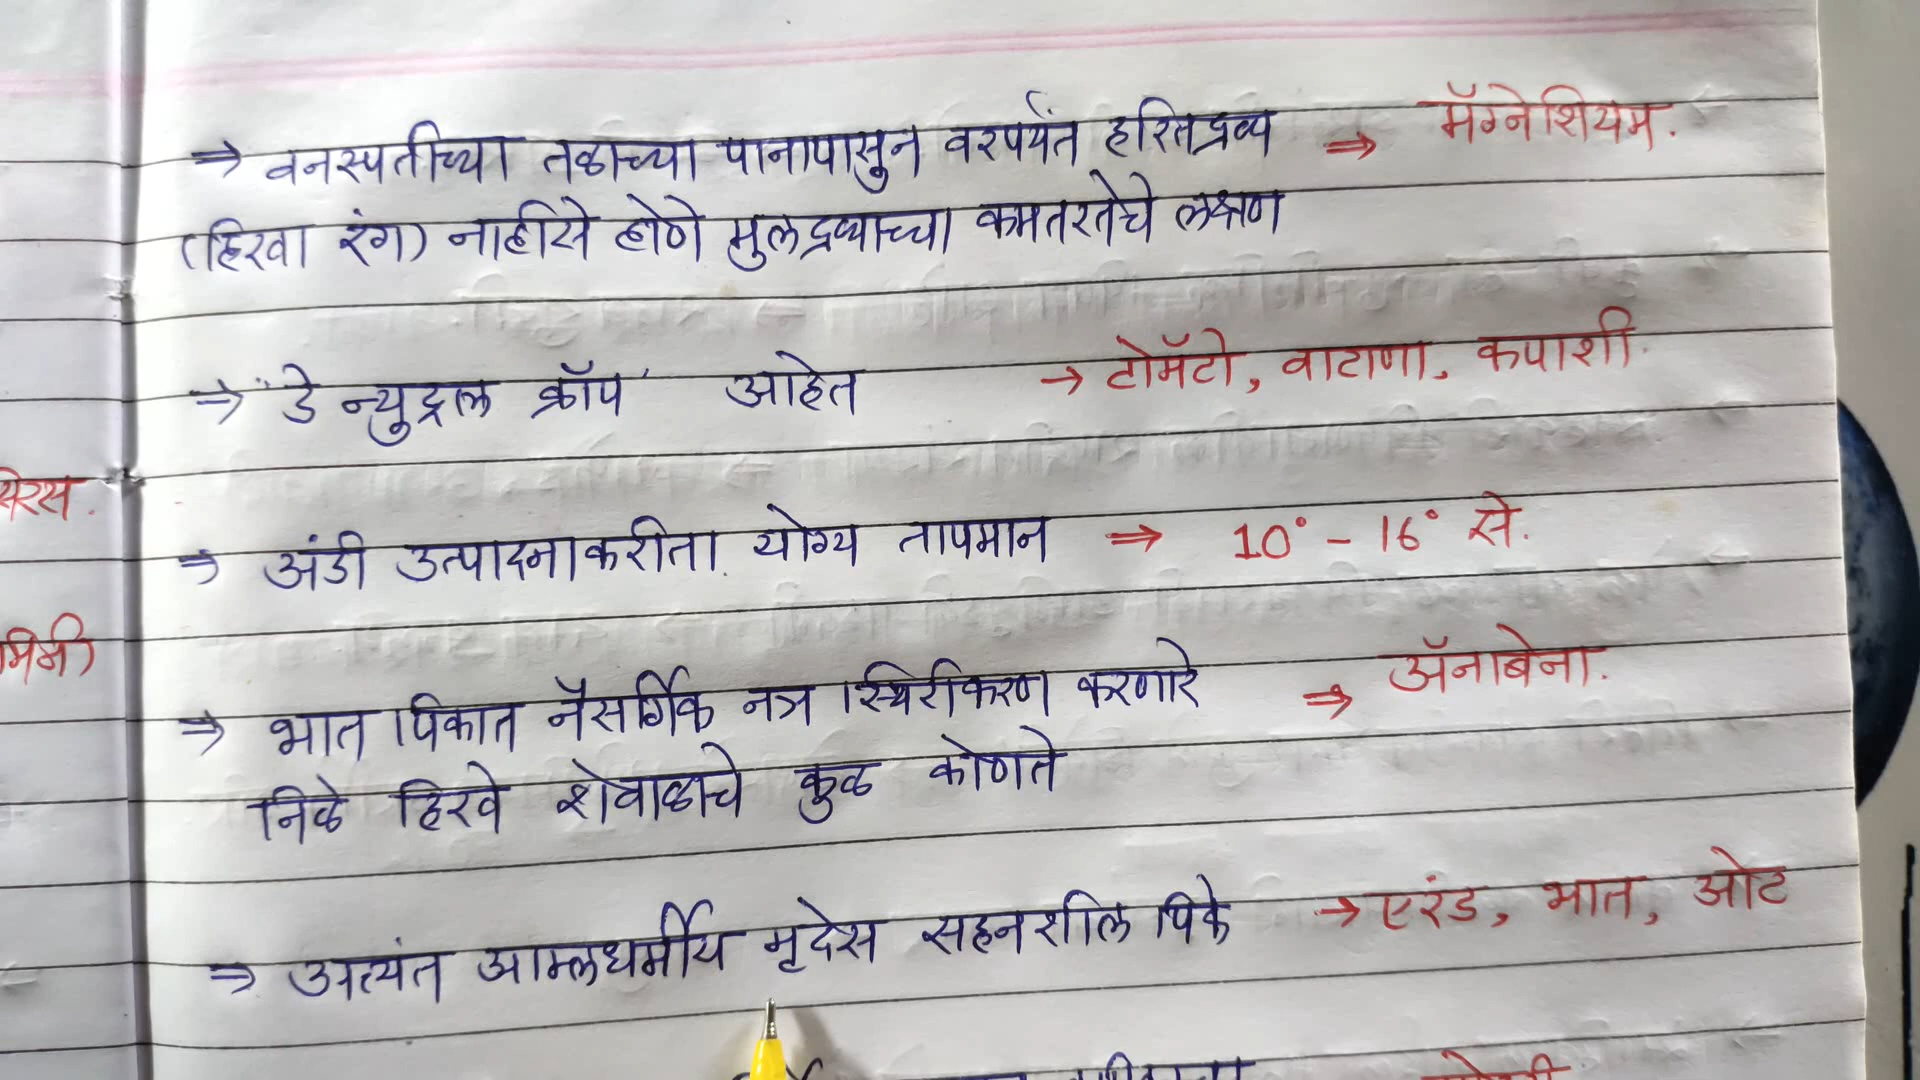 ⇒ वनस्पतीच्या तळाच्या पानापासुन वरपर्यंत हरितद्रव्य ⇒ मॅग्नेशियम.
(हिरवा रंग) नाहीसे होणे मुलद्रव्याच्या कमतरतेचे लक्षण
→ "डे न्युट्रल क्रॉप' आहेत → टोमॅटो, वाटाणा, कपाशी.
⇒ अंडी उत्पादनाकरीता योग्य तापमान ⇒ 10° - 16° से.
⇒ भात पिकात नैसर्गिक नत्र स्थिरीकरण करणारे ⇒ ॲनाबेना.
निळे हिरवे शेवाळाचे कुळ कोणते
⇒ अत्यंत आम्लधर्मीय मृदेस सहनशील पिके → एरंड, भात, ओट